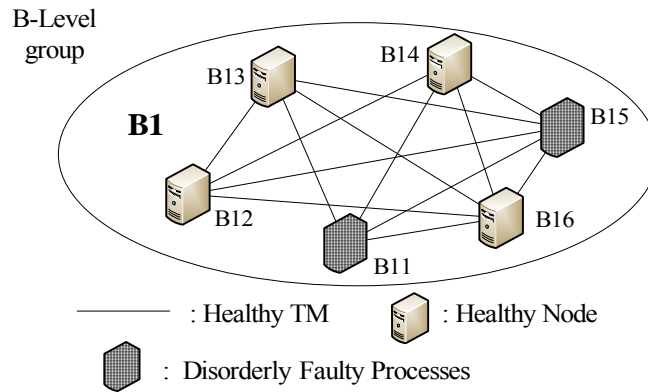 B-Level
group
B14
B13
B15
B1
B12
B16
B11
: Healthy TM
: Healthy Node
: Disorderly Faulty Processes